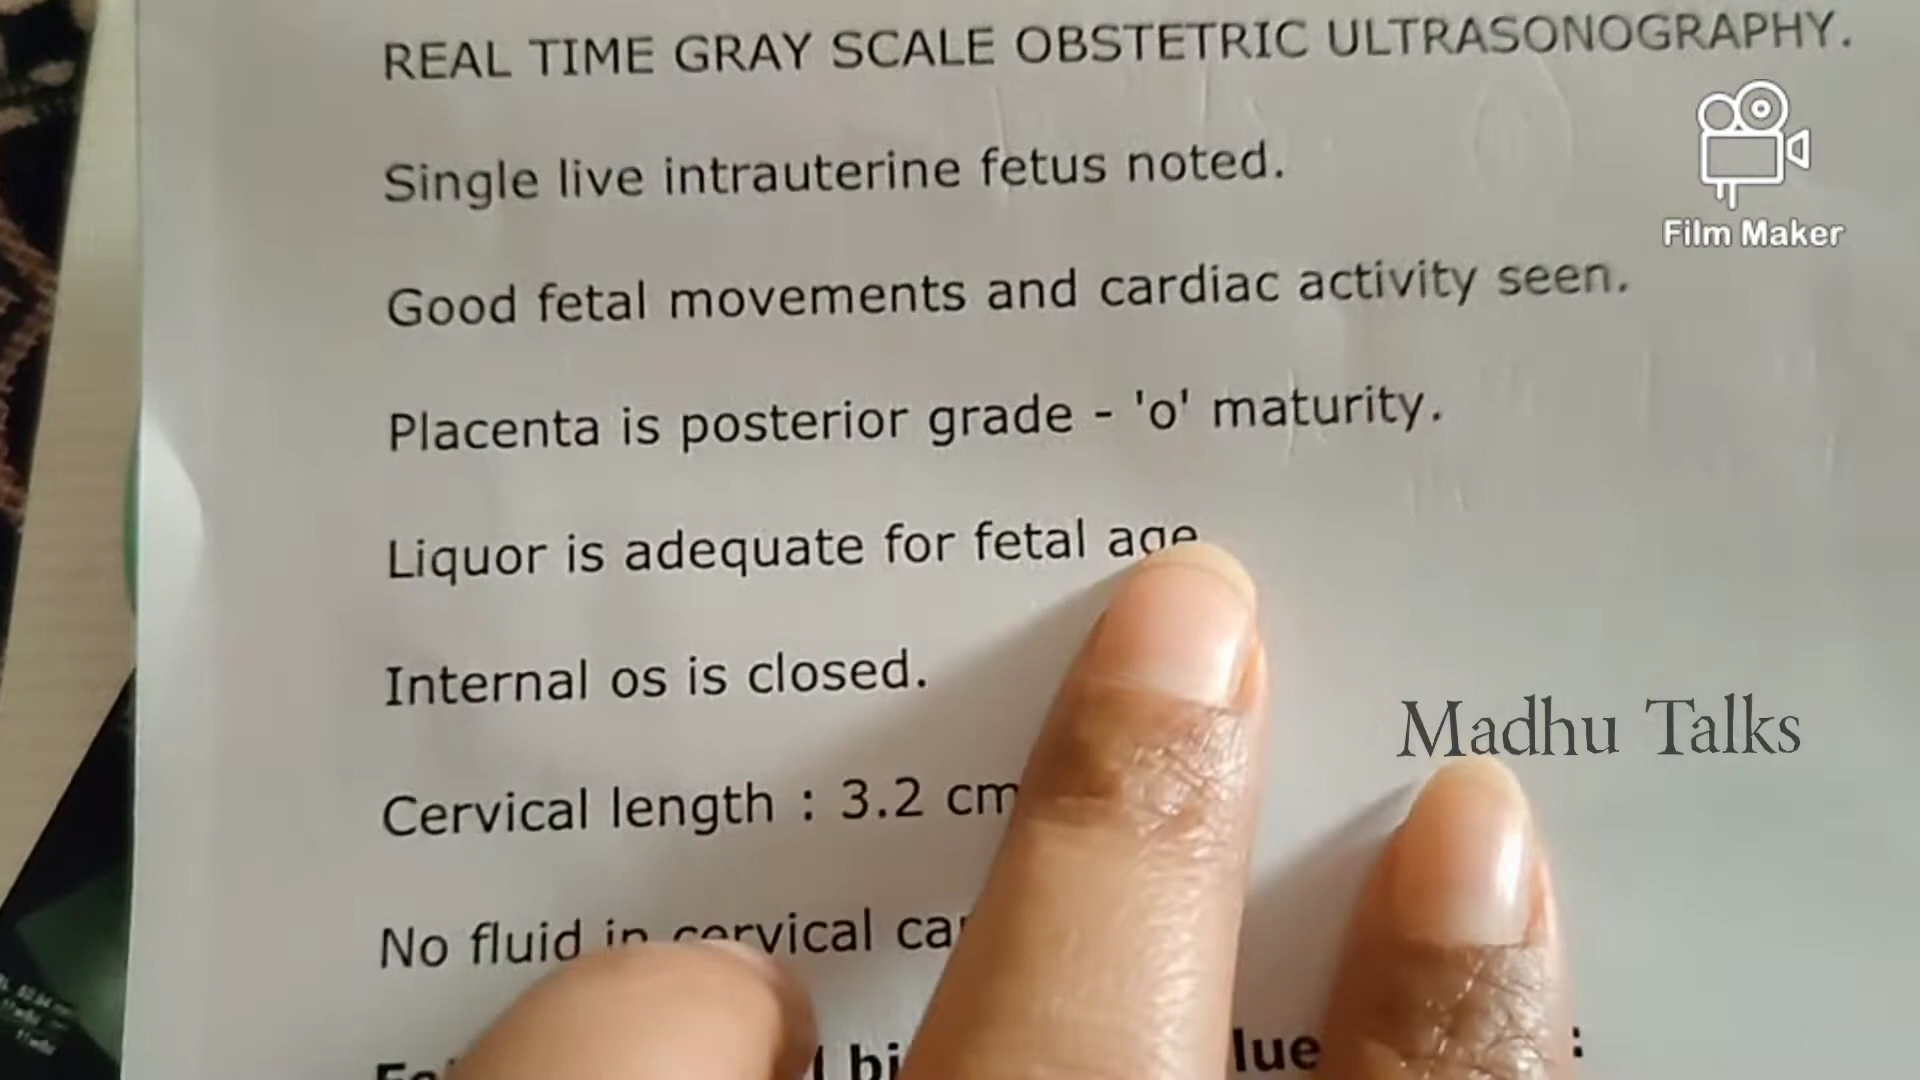 REAL TIME GRAY SCALE OBSTETRIC ULTRASONOGRAPHY.
Single live intrauterine fetus noted.
Film Maker
Good fetal movements and cardiac activity seen.
Placenta is posterior grade - 'o' maturity.
Liquor is adequate for fetal age
Internal os is closed.
Madhu Talks
Cervical length : 3.2 cm
No fluid in cervical